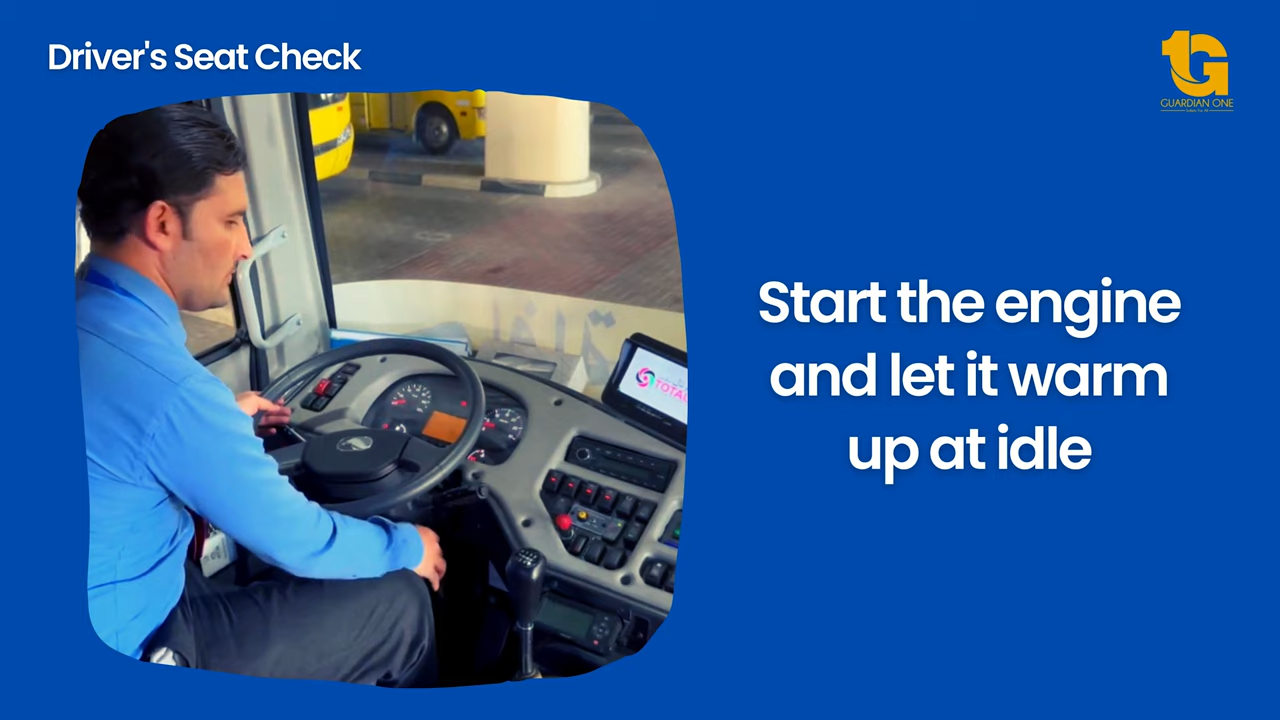 Driver's Seat Check
GUARDIAN ONE
Start the engine
and let it warm
up at idle
TOTAL